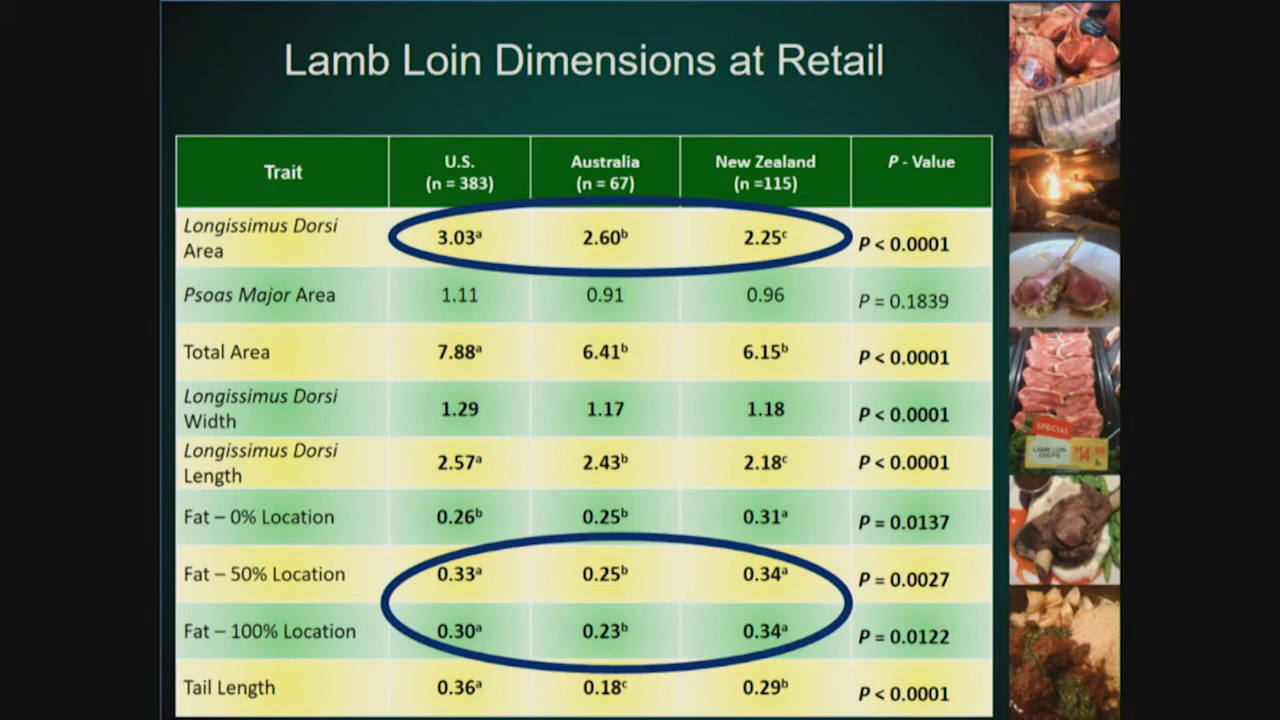 Lamb Loin Dimensions at Retail
Trait
U.S.
(n = 383)
Australia
(n = 67)
New Zealand
(n =115)
P - Value
Longissimus Dorsi
Area
3.03ᵃ
2.60ᵇ
2.25ᶜ
P < 0.0001
Psoas Major Area
1.11
0.91
0.96
P = 0.1839
Total Area
7.88ᵃ
6.41ᵇ
6.15ᵇ
P < 0.0001
Longissimus Dorsi
Width
1.29
1.17
1.18
P < 0.0001
Longissimus Dorsi
Length
2.57ᵃ
2.43ᵇ
2.18ᶜ
P < 0.0001
Fat – 0% Location
0.26ᵇ
0.25ᵇ
0.31ᵃ
P = 0.0137
Fat – 50% Location
0.33ᵃ
0.25ᵇ
0.34ᵃ
P = 0.0027
Fat – 100% Location
0.30ᵃ
0.23ᵇ
0.34ᵃ
P = 0.0122
Tail Length
0.36ᵃ
0.18ᶜ
0.29ᵇ
P < 0.0001
SPECIAL
LAMB LOIN
CHOPS
$14.99